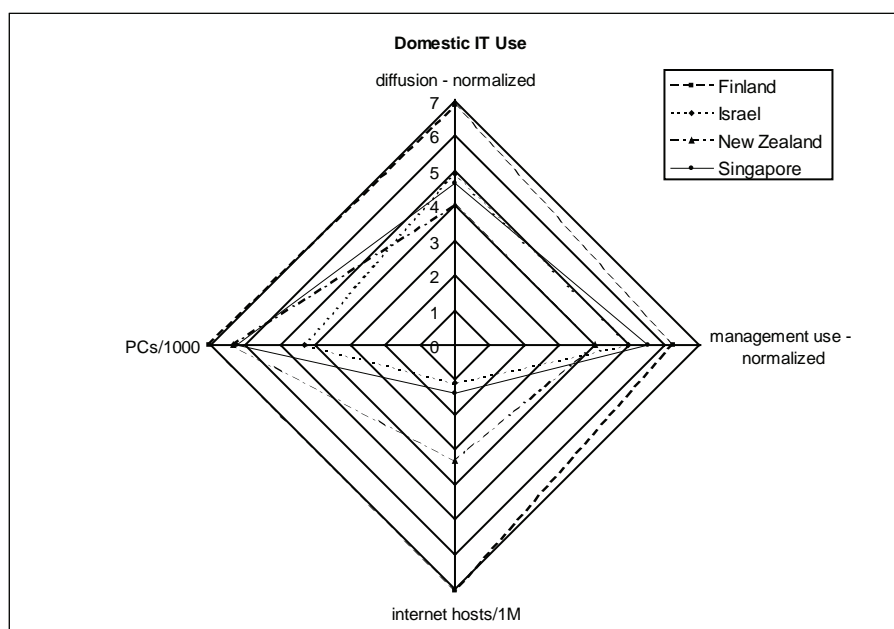 Domestic IT Use
diffusion - normalized
Finland
Israel
New Zealand
Singapore
7
6
5
4
3
2
1
0
PCs/1000
management use -
normalized
internet hosts/1M